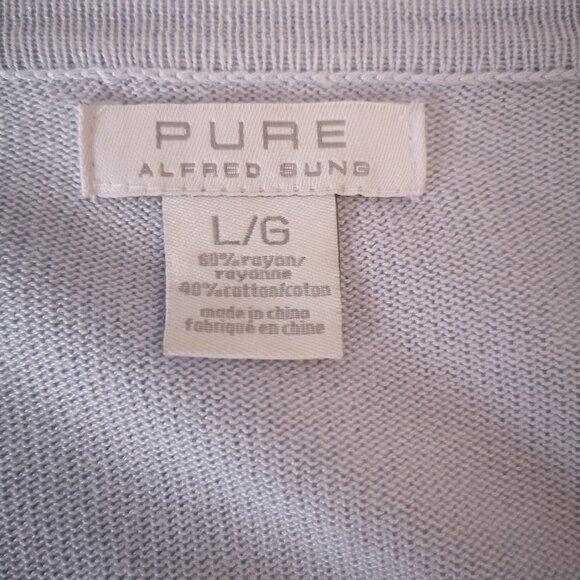 PURE
ALFRED SUNG
L/G
60%rayon/
rayonne
40%cotton/coton
made in china
fabriqué en chine